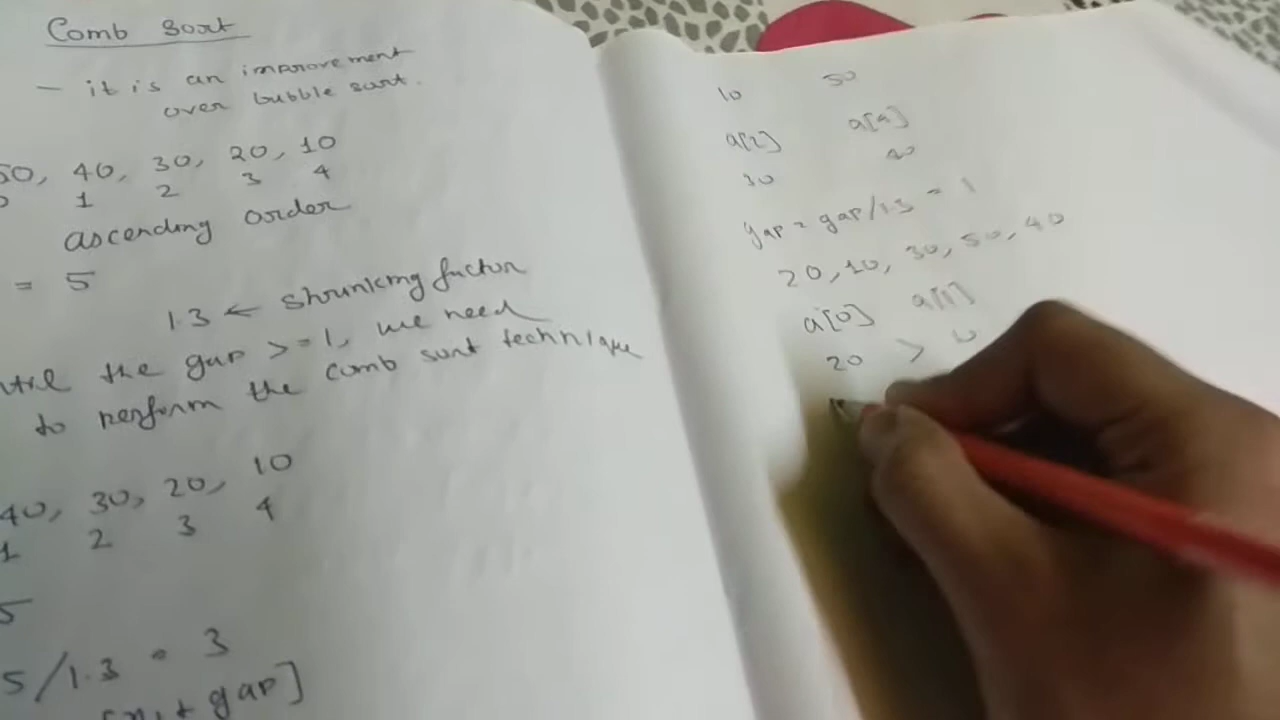 Comb Sort
- it is an improvement
over bubble sort.
50, 40, 30, 20, 10
1 2 3 4
ascending order
= 5
1.3 ← shrinking factor
the gap >= 1, we need
to perform the comb sort technique
40, 30, 20, 10
1 2 3 4
5
5/1.3 = 3
+ gap]
10 50
a[2] a[4]
30 40
gap = gap/1.3 = 1
20, 10, 30, 50, 40
a[0] a[1]
20 >